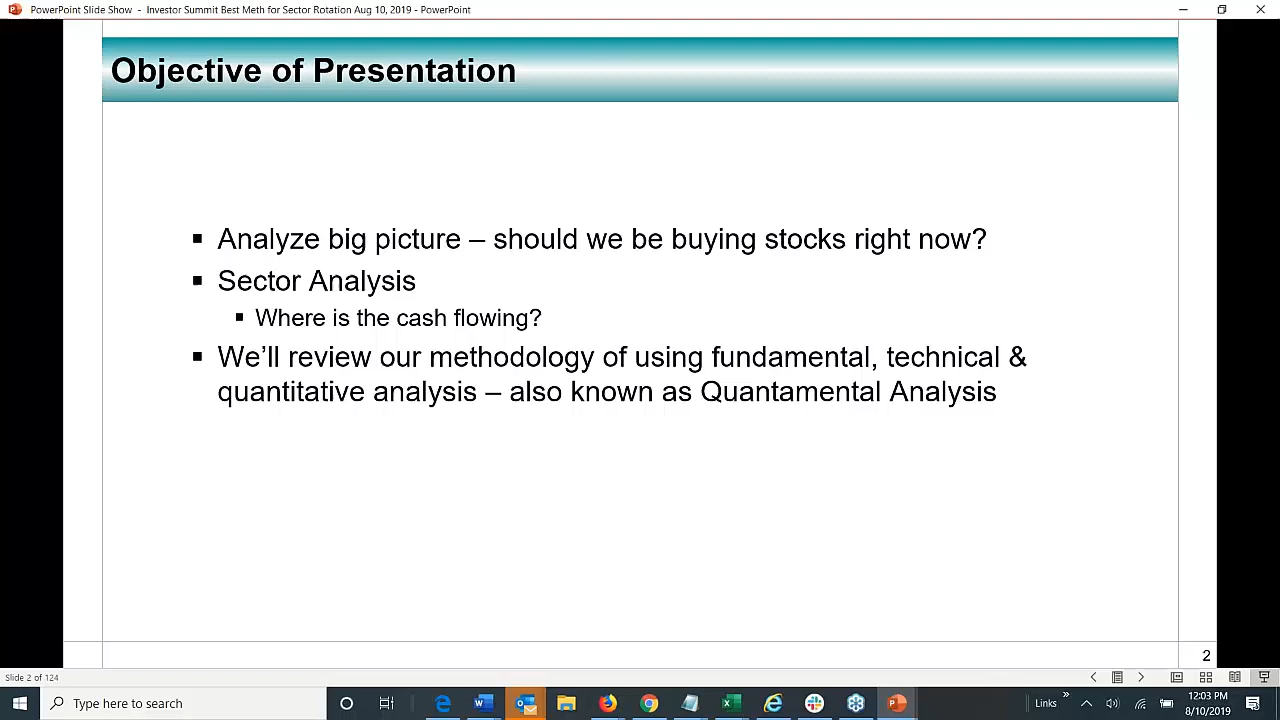 PowerPoint Slide Show - Investor Summit Best Meth for Sector Rotation Aug 10, 2019 - PowerPoint
Objective of Presentation
▪ Analyze big picture – should we be buying stocks right now?
▪ Sector Analysis
▪ Where is the cash flowing?
▪ We’ll review our methodology of using fundamental, technical &
quantitative analysis – also known as Quantamental Analysis
2
Slide 2 of 124
Type here to search
Links
12:03 PM
8/10/2019